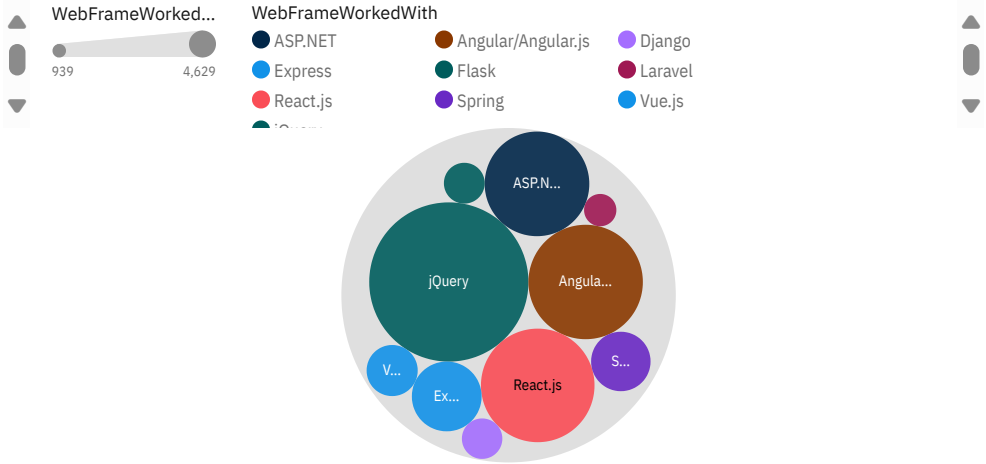 WebFrameWorked...
939
4,629
WebFrameWorkedWith
ASP.NET
Angular/Angular.js
Django
Express
Flask
Laravel
React.js
Spring
Vue.js
jQuery
ASP.N...
jQuery
Angula...
V...
Ex...
React.js
S...